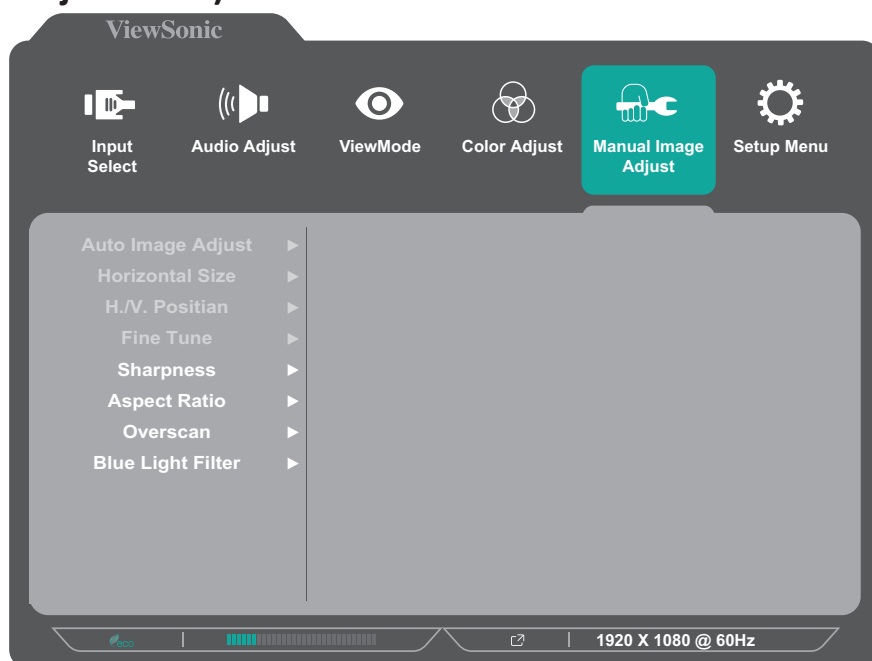 ViewSonic
Input Select
Audio Adjust
ViewMode
Color Adjust
Manual Image Adjust
Setup Menu
Auto Image Adjust
Horizontal Size
H./V. Positian
Fine Tune
Sharpness
Aspect Ratio
Overscan
Blue Light Filter
eco
1920 X 1080 @ 60Hz